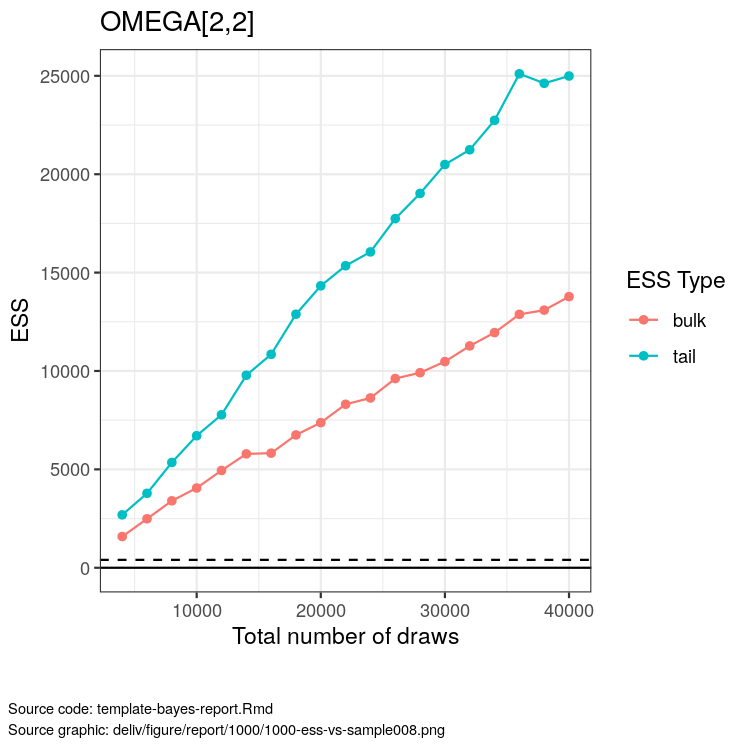 OMEGA[2,2]
25000
20000
15000
10000
5000
0
ESS
10000 20000 30000 40000
Total number of draws
ESS Type
bulk
tail
Source code: template-bayes-report.Rmd
Source graphic: deliv/figure/report/1000/1000-ess-vs-sample008.png